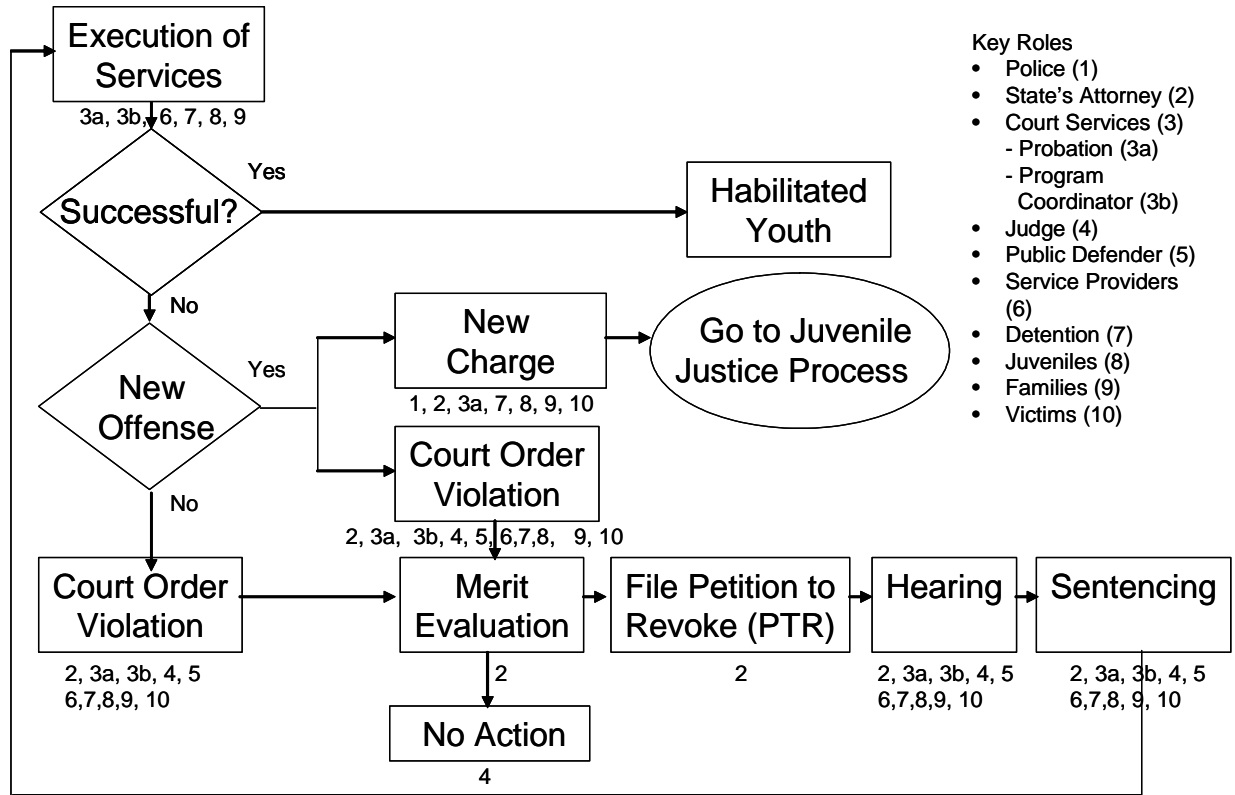 Execution of
Services
3a, 3b, 6, 7, 8, 9
Successful?
Yes
No
Habilitated
Youth
New
Offense
Yes
No
New
Charge
1, 2, 3a, 7, 8, 9, 10
Go to Juvenile
Justice Process
Court Order
Violation
2, 3a, 3b, 4, 5, 6,7,8, 9, 10
Court Order
Violation
2, 3a, 3b, 4, 5
6,7,8,9, 10
Merit
Evaluation
2
No Action
4
File Petition to
Revoke (PTR)
2
Hearing
2, 3a, 3b, 4, 5
6,7,8,9, 10
Sentencing
2, 3a, 3b, 4, 5
6,7,8, 9, 10
Key Roles
• Police (1)
• State's Attorney (2)
• Court Services (3)
- Probation (3a)
- Program
Coordinator (3b)
• Judge (4)
• Public Defender (5)
• Service Providers
(6)
• Detention (7)
• Juveniles (8)
• Families (9)
• Victims (10)